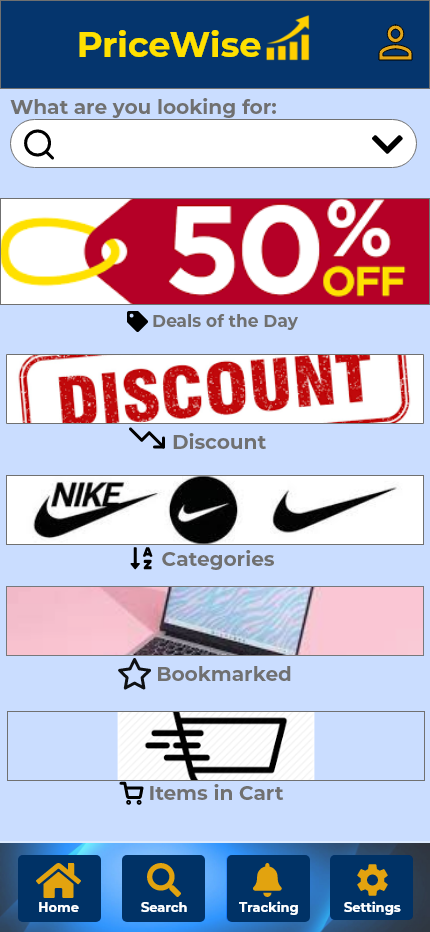 PriceWise
What are you looking for:
50% OFF
Deals of the Day
DISCOUNT
Discount
NIKE
A
Z
Categories
Bookmarked
Items in Cart
Home
Search
Tracking
Settings